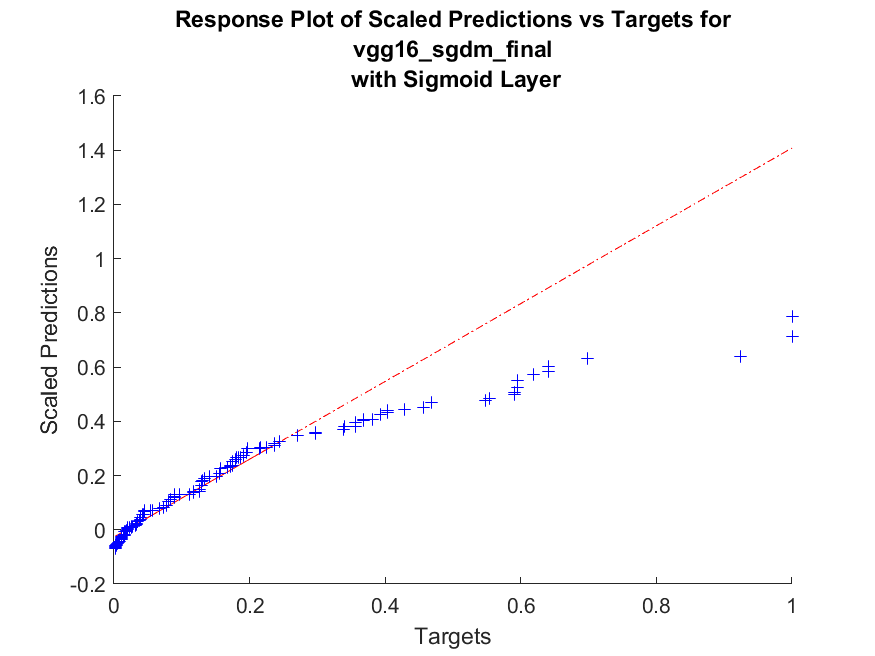 Response Plot of Scaled Predictions vs Targets for
vgg16_sgdm_final
with Sigmoid Layer
1.6
1.4
1.2
1
0.8
0.6
0.4
0.2
0
-0.2
Scaled Predictions
0 0.2 0.4 0.6 0.8 1
Targets